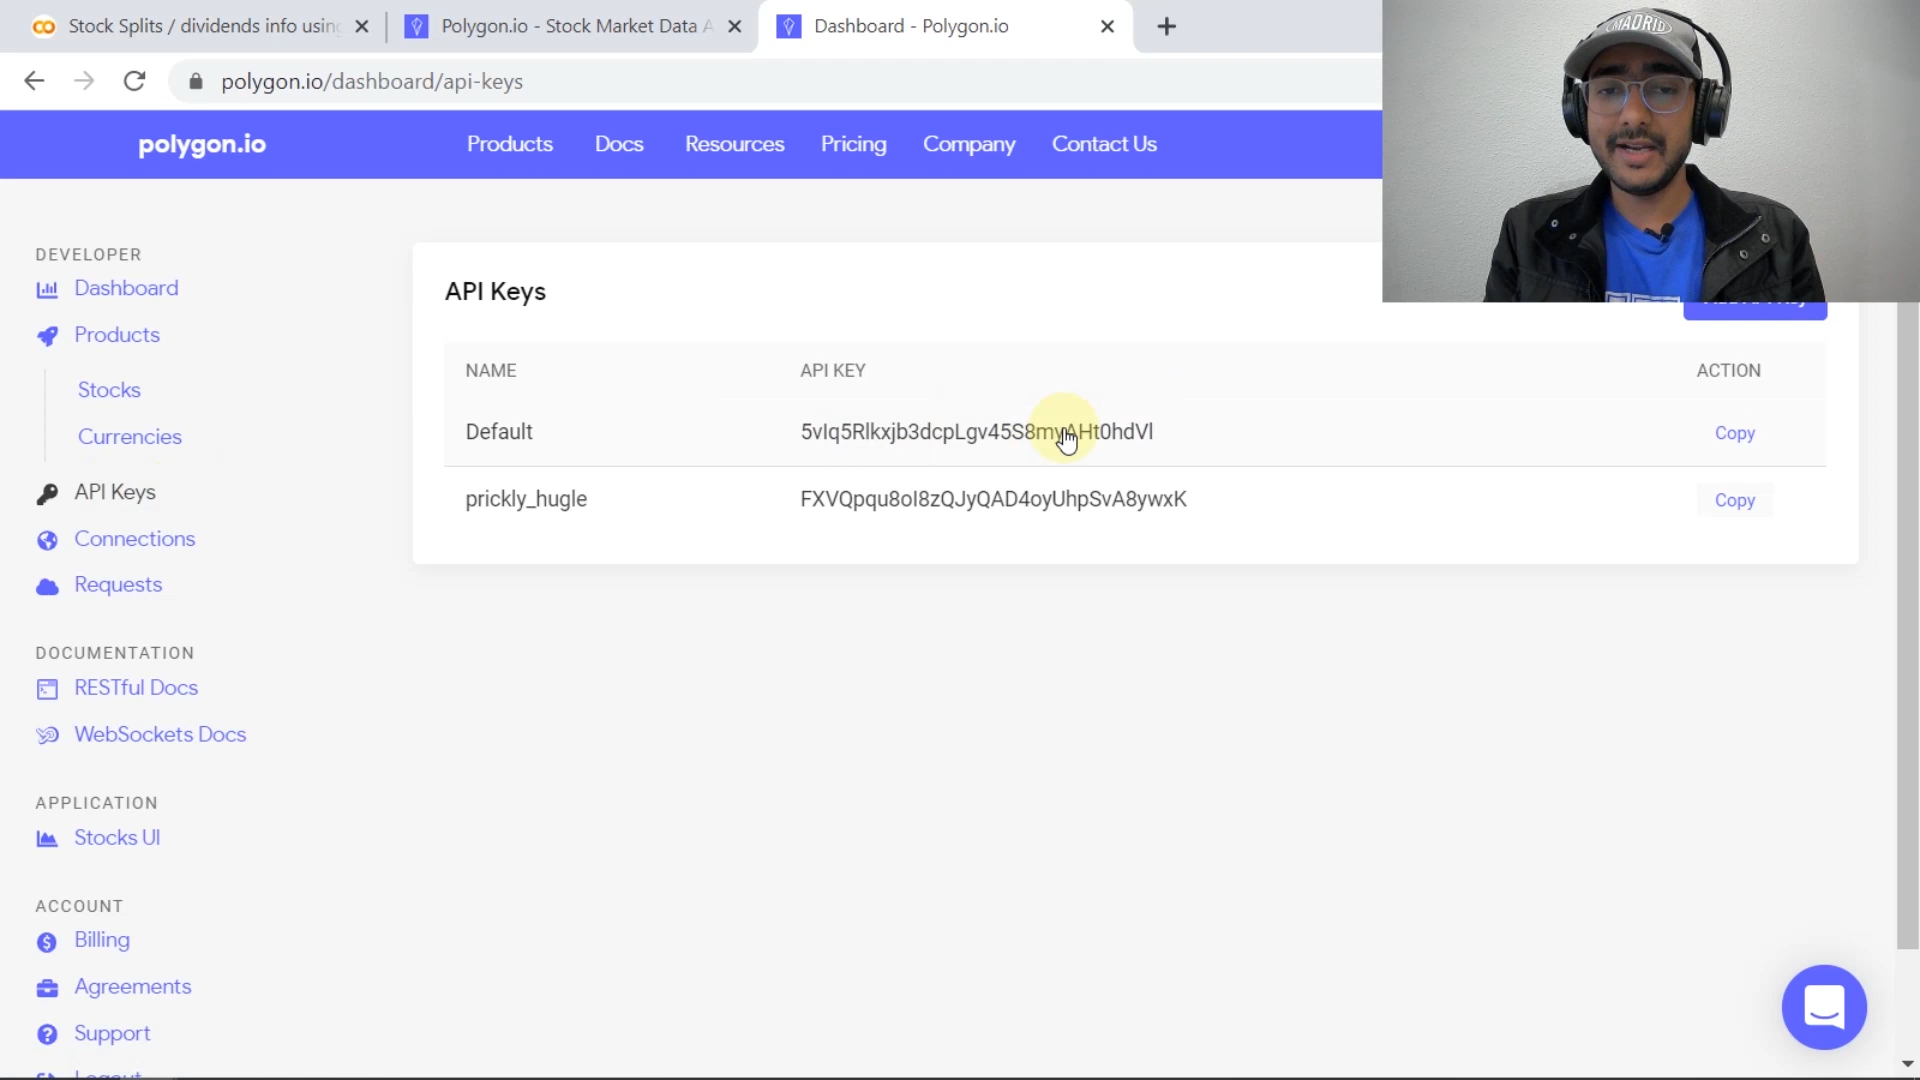 Stock Splits / dividends info using
Polygon.io - Stock Market Data A
Dashboard - Polygon.io
polygon.io/dashboard/api-keys
MADRID
polygon.io
Products
Docs
Resources
Pricing
Company
Contact Us
DEVELOPER
Dashboard
Products
Stocks
Currencies
API Keys
Connections
Requests
DOCUMENTATION
RESTful Docs
WebSockets Docs
APPLICATION
Stocks UI
ACCOUNT
Billing
Agreements
Support
Logout
API Keys
NAME API KEY ACTION
Default Copy
prickly_hugle Copy